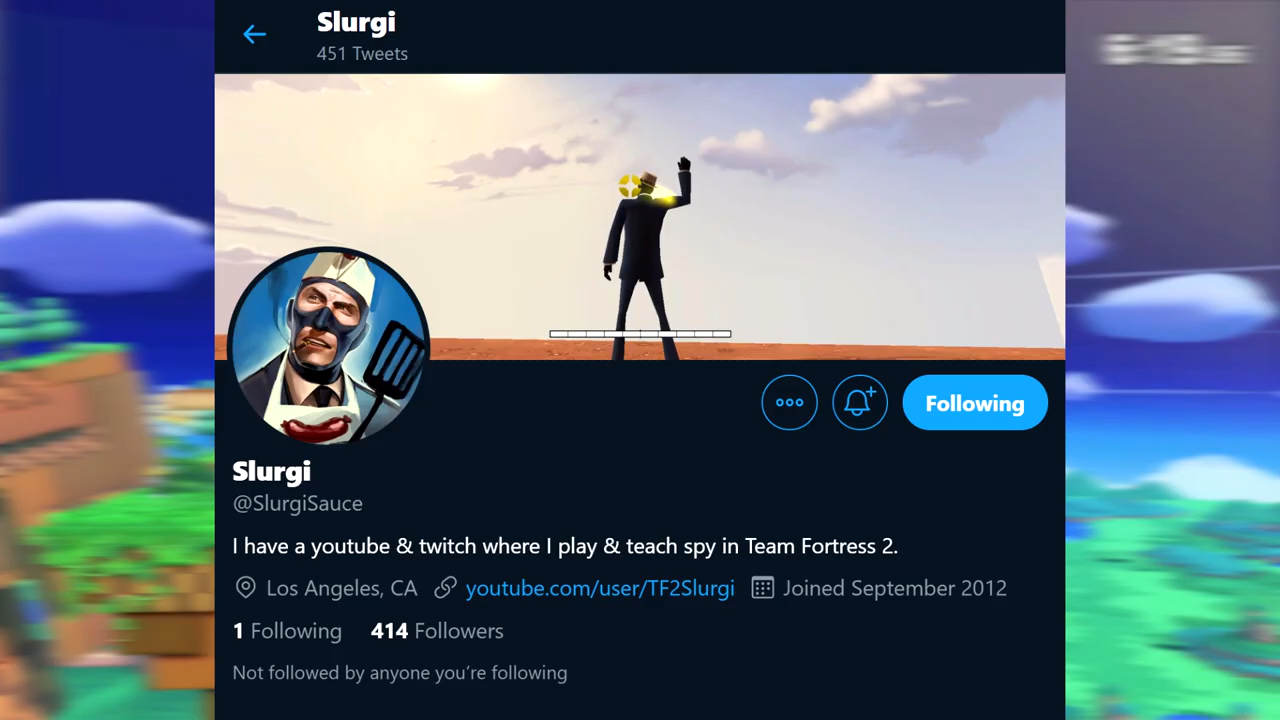 Slurgi
451 Tweets
Following
Slurgi
@SlurgiSauce
I have a youtube & twitch where I play & teach spy in Team Fortress 2.
Los Angeles, CA youtube.com/user/TF2Slurgi Joined September 2012
1 Following 414 Followers
Not followed by anyone you’re following